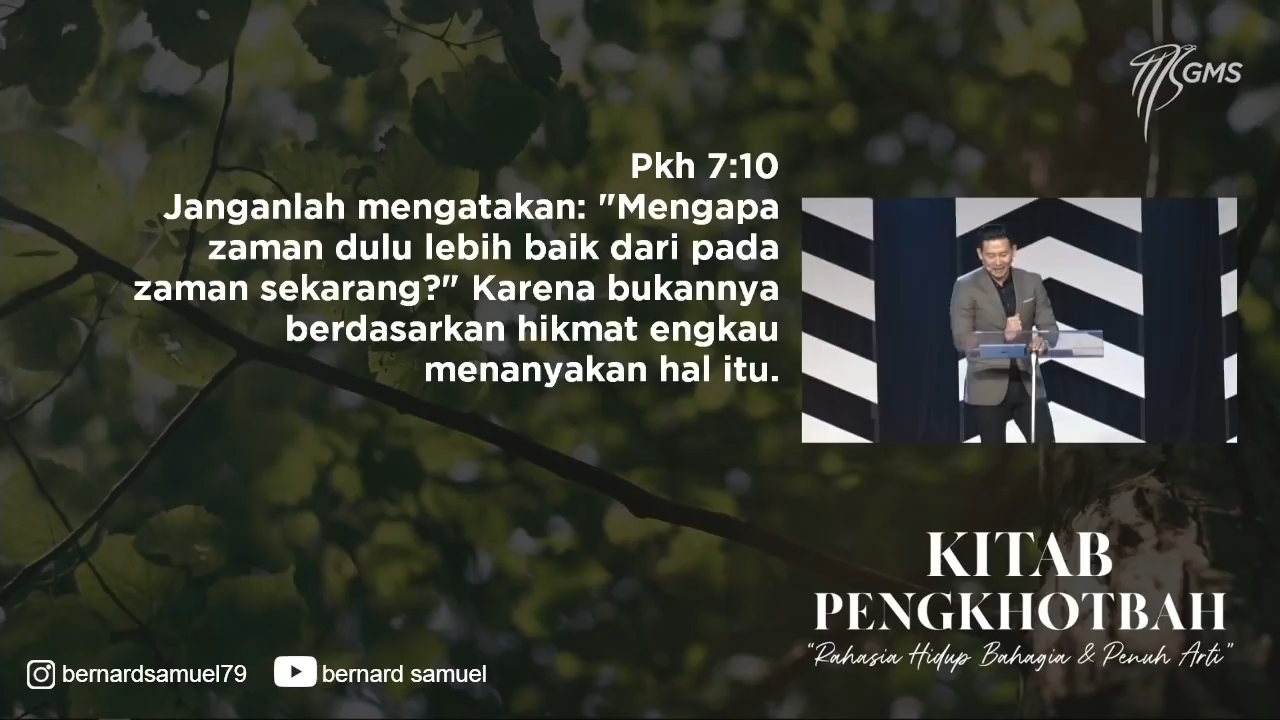 GMS
Pkh 7:10
Janganlah mengatakan: "Mengapa
zaman dulu lebih baik dari pada
zaman sekarang?" Karena bukannya
berdasarkan hikmat engkau
menanyakan hal itu.
KITAB
PENGKHOTBAH
“Rahasia Hidup Bahagia & Penuh Arti”
bernardsamuel79
bernard samuel